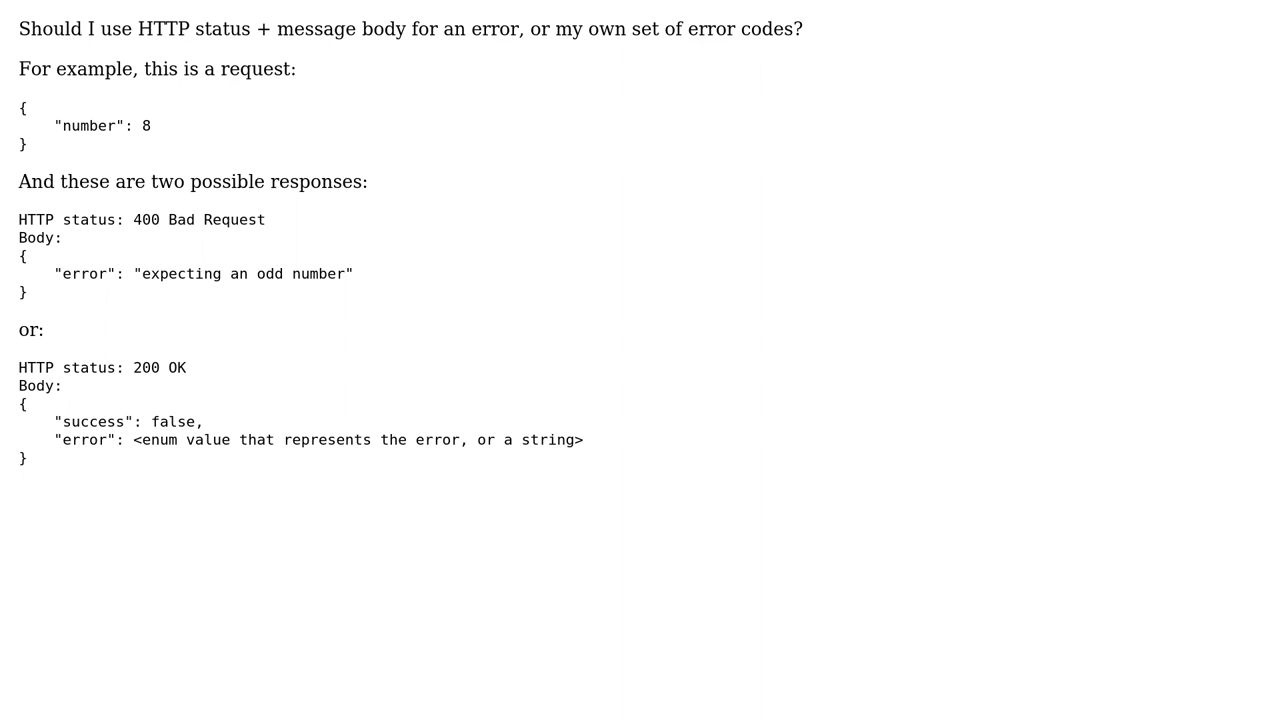 Should I use HTTP status + message body for an error, or my own set of error codes?
For example, this is a request:
{
    "number": 8
}
And these are two possible responses:
HTTP status: 400 Bad Request
Body:
{
    "error": "expecting an odd number"
}
or:
HTTP status: 200 OK
Body:
{
    "success": false,
    "error": <enum value that represents the error, or a string>
}